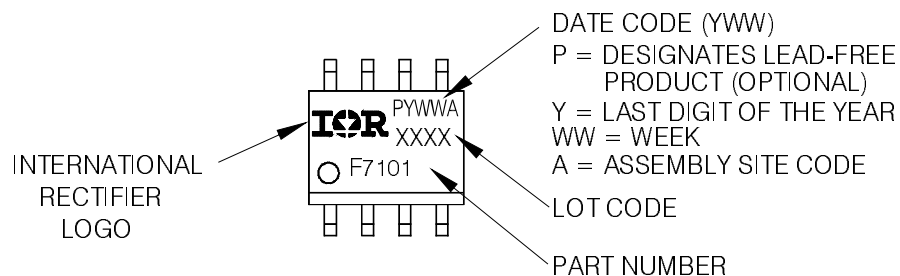 DATE CODE (YWW)
P = DESIGNATES LEAD-FREE
PRODUCT (OPTIONAL)
Y = LAST DIGIT OF THE YEAR
WW = WEEK
A = ASSEMBLY SITE CODE
LOT CODE
PART NUMBER
INTERNATIONAL
RECTIFIER
LOGO
IOR
PYWWA
XXXX
F7101